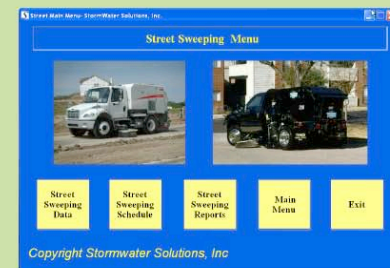 Street Main Menu- StormWater Solutions, Inc.
Street Sweeping Menu
Street
Sweeping
Data
Street
Sweeping
Schedule
Street
Sweeping
Reports
Main
Menu
Exit
Copyright Stormwater Solutions, Inc